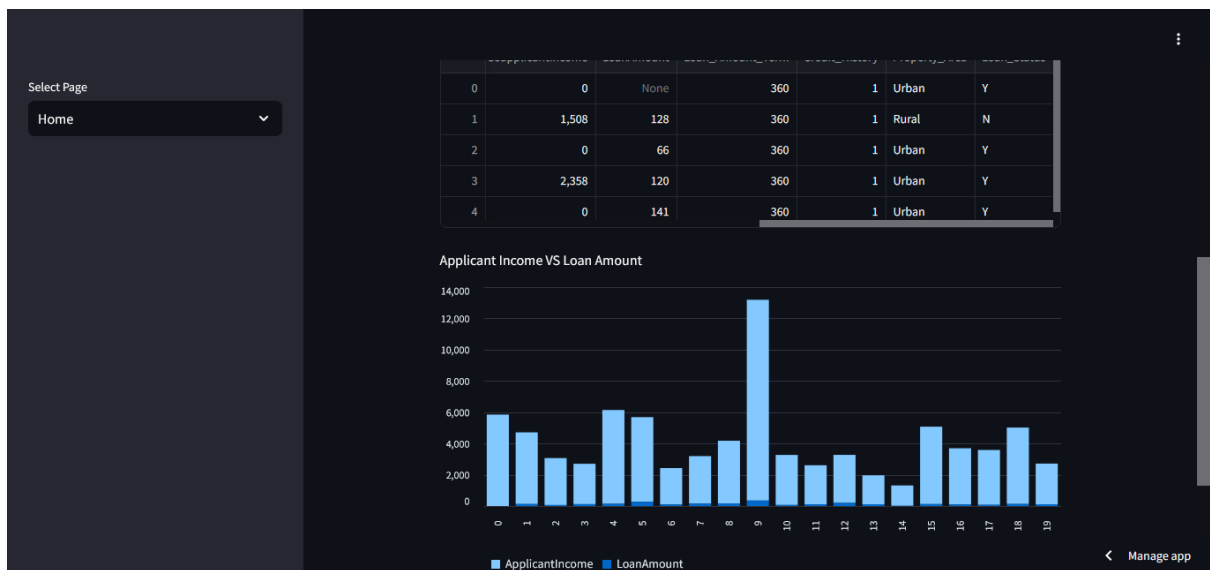 Select Page
Home
0 0 None 360 1 Urban Y
1 1,508 128 360 1 Rural N
2 0 66 360 1 Urban Y
3 2,358 120 360 1 Urban Y
4 0 141 360 1 Urban Y
Applicant Income VS Loan Amount
14,000
12,000
10,000
8,000
6,000
4,000
2,000
0
0 1 2 3 4 5 6 7 8 9 10 11 12 13 14 15 16 17 18 19
ApplicantIncome LoanAmount
Manage app